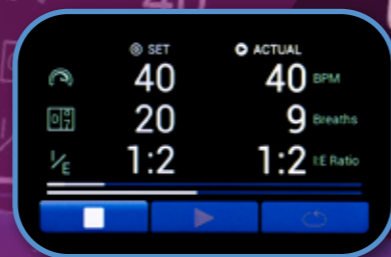 SET ACTUAL
40 40 BPM
20 9 Breaths
I/E 1:2 1:2 I:E Ratio